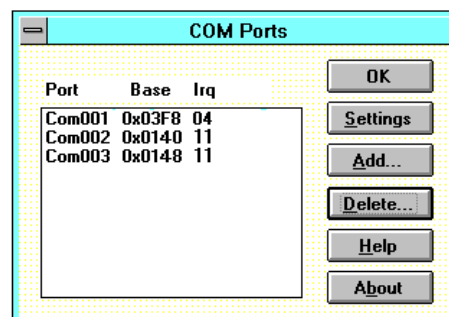 COM Ports
Port Base Irq
Com001 0x03F8 04
Com002 0x0140 11
Com003 0x0148 11
OK
Settings
Add...
Delete...
Help
About